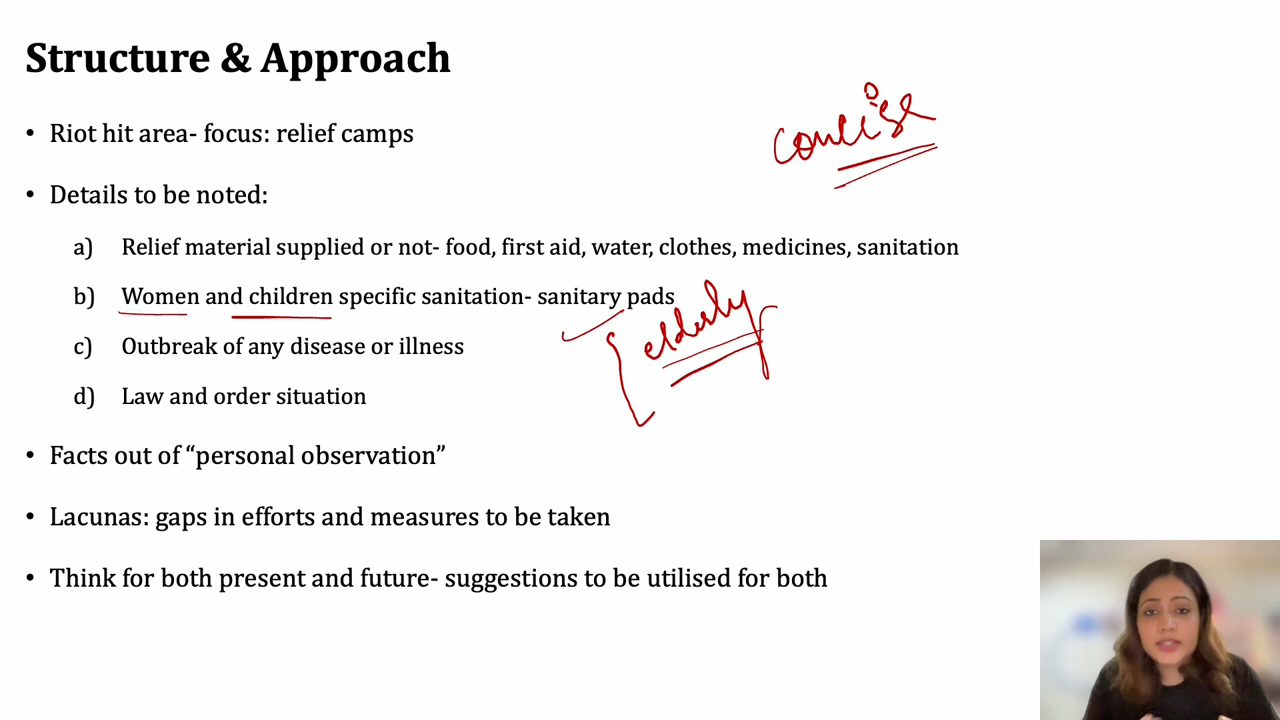 Structure & Approach
concise
• Riot hit area- focus: relief camps
• Details to be noted:
a) Relief material supplied or not- food, first aid, water, clothes, medicines, sanitation
b) Women and children specific sanitation- sanitary pads
elderly
c) Outbreak of any disease or illness
d) Law and order situation
• Facts out of “personal observation”
• Lacunas: gaps in efforts and measures to be taken
• Think for both present and future- suggestions to be utilised for both